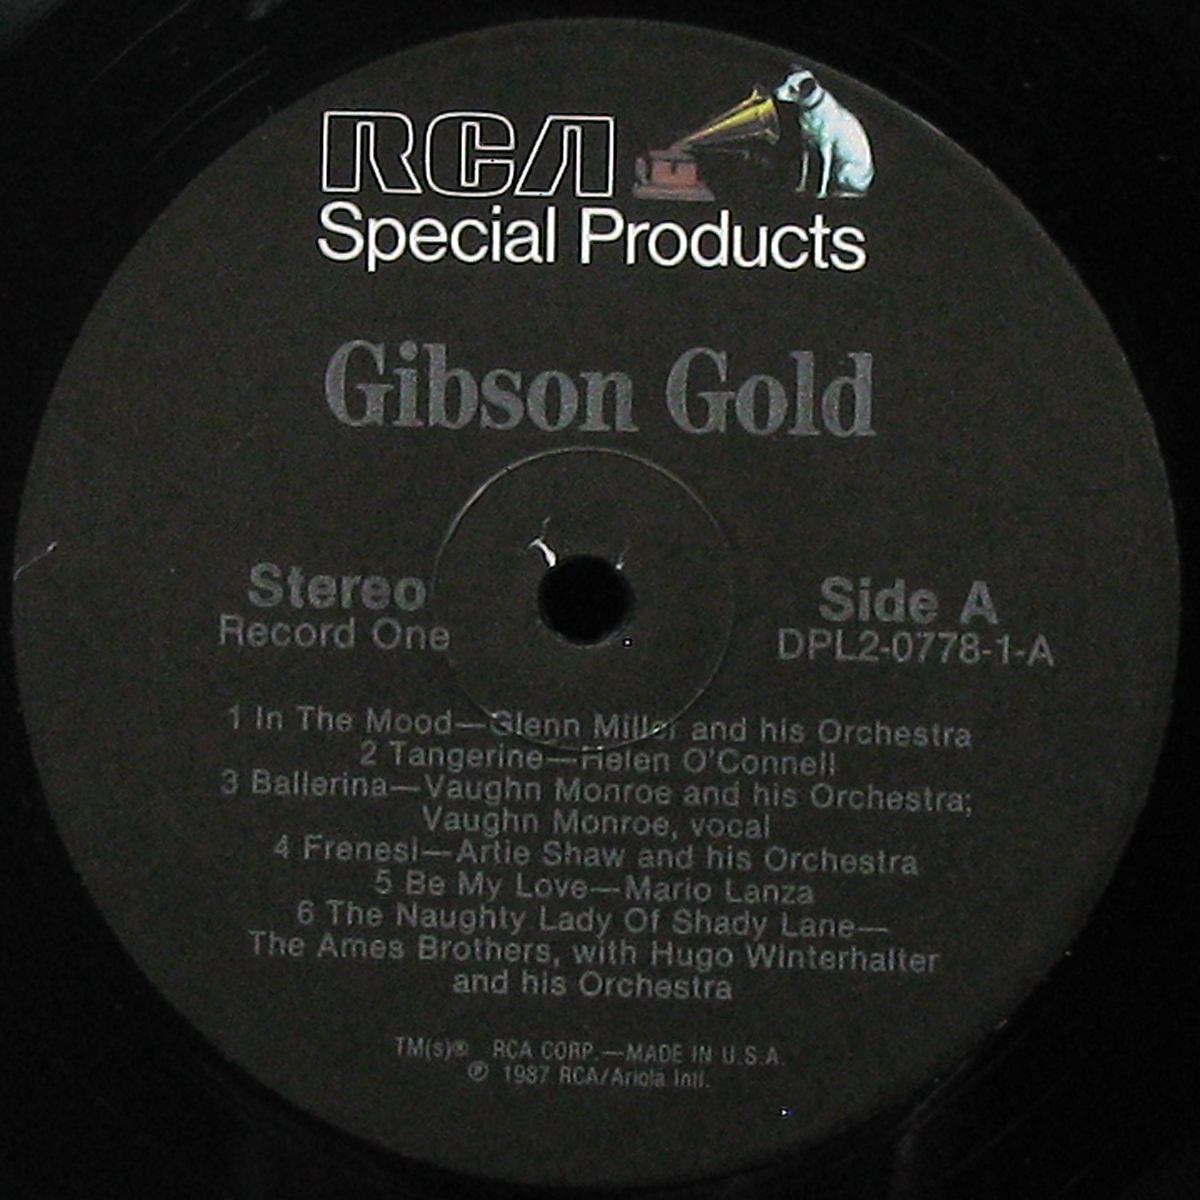 RCA
Special Products
Gibson Gold
Stereo
Record One
Side A
DPL2-0778-1-A
1 In The Mood—Glenn Miller and his Orchestra
2 Tangerine—Helen O'Connell
3 Ballerina—Vaughn Monroe and his Orchestra;
Vaughn Monroe, vocal
4 Frenesi—Artie Shaw and his Orchestra
5 Be My Love—Mario Lanza
6 The Naughty Lady Of Shady Lane—
The Ames Brothers, with Hugo Winterhalter
and his Orchestra
TM(s)® RCA CORP.—MADE IN U.S.A.
℗ 1987 RCA/Ariola Intl.